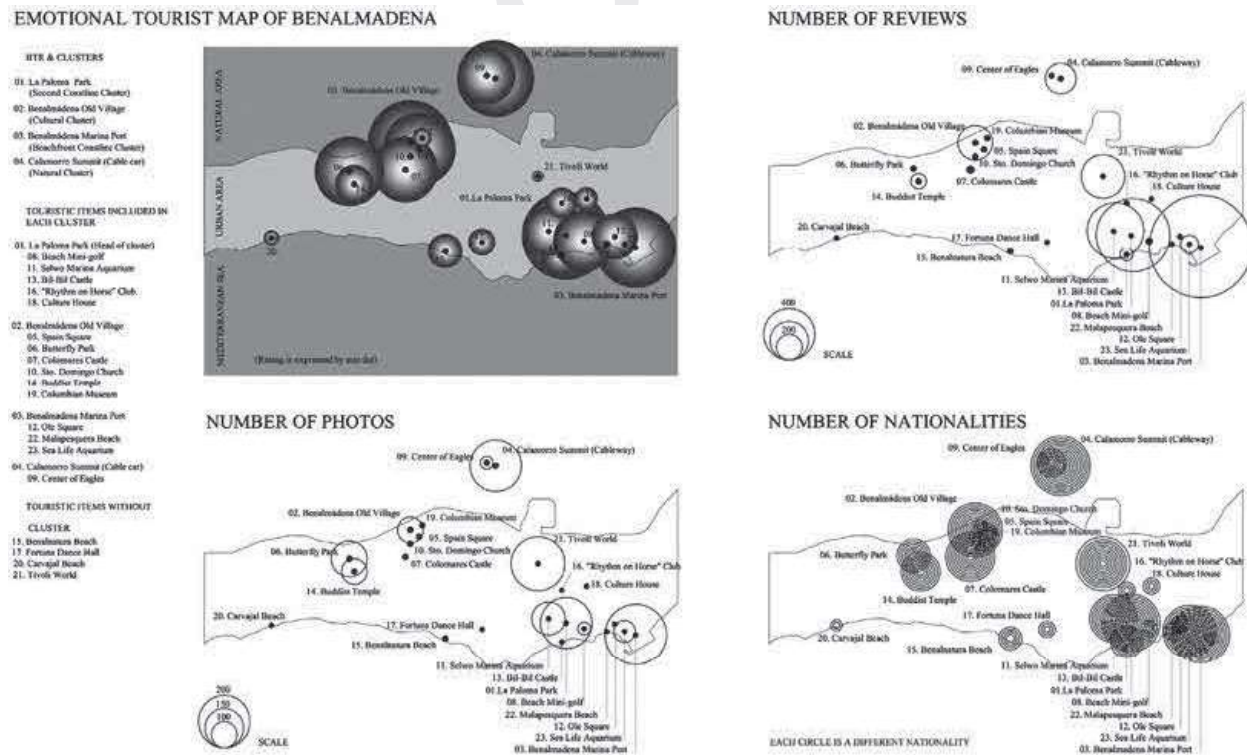 EMOTIONAL TOURIST MAP OF BENALMADENA
HTR & CLUSTERS
01. La Paloma Park
(Second Coastline Cluster)
02. Benalmádena Old Village
(Cultural Cluster)
03. Benalmádena Marina Port
(Beachfront Coastline Cluster)
04. Calamorro Summit (Cable car)
(Natural Cluster)
TOURISTIC ITEMS INCLUDED IN
EACH CLUSTER
01. La Paloma Park (Head of cluster)
08. Beach Mini-golf
11. Selwo Marina Aquarium
13. Bil-Bil Castle
16. "Rhythm on Horse" Club
18. Culture House
02. Benalmádena Old Village
05. Spain Square
06. Butterfly Park
07. Colomares Castle
10. Sto. Domingo Church
14. Buddist Temple
19. Columbian Museum
03. Benalmadena Marina Port
12. Ole Square
22. Malapesquera Beach
23. Sea Life Aquarium
04. Calamorro Summit (Cable car)
09. Center of Eagles
TOURISTIC ITEMS WITHOUT
CLUSTER
15. Benalnatura Beach
17. Fortuna Dance Hall
20. Carvajal Beach
21. Tivoli World
NATURAL AREA
URBAN AREA
MEDITERRANEAN SEA
04. Calamorro Summit (Cableway)
09
Benalmádena Old Village
10
21. Tivoli World
01.La Paloma Park
03. Benalmadena Marina Port
(Rating is expressed by
NUMBER OF REVIEWS
04. Calamorro Summit (Cableway)
09. Center of Eagles
02. Benalmádena Old Village
19. Columbian Museum
05. Spain Square
10. Sto. Domingo Church
06. Butterfly Park
07. Colomares Castle
14. Buddist Temple
21. Tivoli World
16. "Rhythm on Horse" Club
18. Culture House
20. Carvajal Beach
17. Fortuna Dance Hall
15. Benalnatura Beach
11. Selwo Marina Aquarium
13. Bil-Bil Castle
01.La Paloma Park
08. Beach Mini-golf
22. Malapesquera Beach
12. Ole Square
23. Sea Life Aquarium
03. Benalmadena Marina Port
400
200
SCALE
NUMBER OF PHOTOS
09. Center of Eagles
04. Calamorro Summit (Cableway)
02. Benalmádena Old Village
19. Columbian Museum
05. Spain Square
10. Sto. Domingo Church
07. Colomares Castle
06. Butterfly Park
14. Buddist Temple
21. Tivoli World
16. "Rhythm on Horse" Club
18. Culture House
20. Carvajal Beach
17. Fortuna Dance Hall
15. Benalnatura Beach
11. Selwo Marina Aquarium
13. Bil-Bil Castle
01.La Paloma Park
08. Beach Mini-golf
22. Malapesquera Beach
12. Ole Square
23. Sea Life Aquarium
03. Benalmadena Marina Port
200
150
100
SCALE
NUMBER OF NATIONALITIES
04. Calamorro Summit (Cableway)
09. Center of Eagles
02. Benalmádena Old Village
10. Sto. Domingo Church
05. Spain Square
19. Columbian Museum
06. Butterfly Park
14. Buddist Temple
07. Colomares Castle
21. Tivoli World
16. "Rhythm on Horse" Club
18. Culture House
17. Fortuna Dance Hall
20. Carvajal Beach
15. Benalnatura Beach
11. Selwo Marina Aquarium
13. Bil-Bil Castle
01.La Paloma Park
08. Beach Mini-golf
22. Malapesquera Beach
12. Ole Square
23. Sea Life Aquarium
03. Benalmadena Marina Port
EACH CIRCLE IS A DIFFERENT NATIONALITY